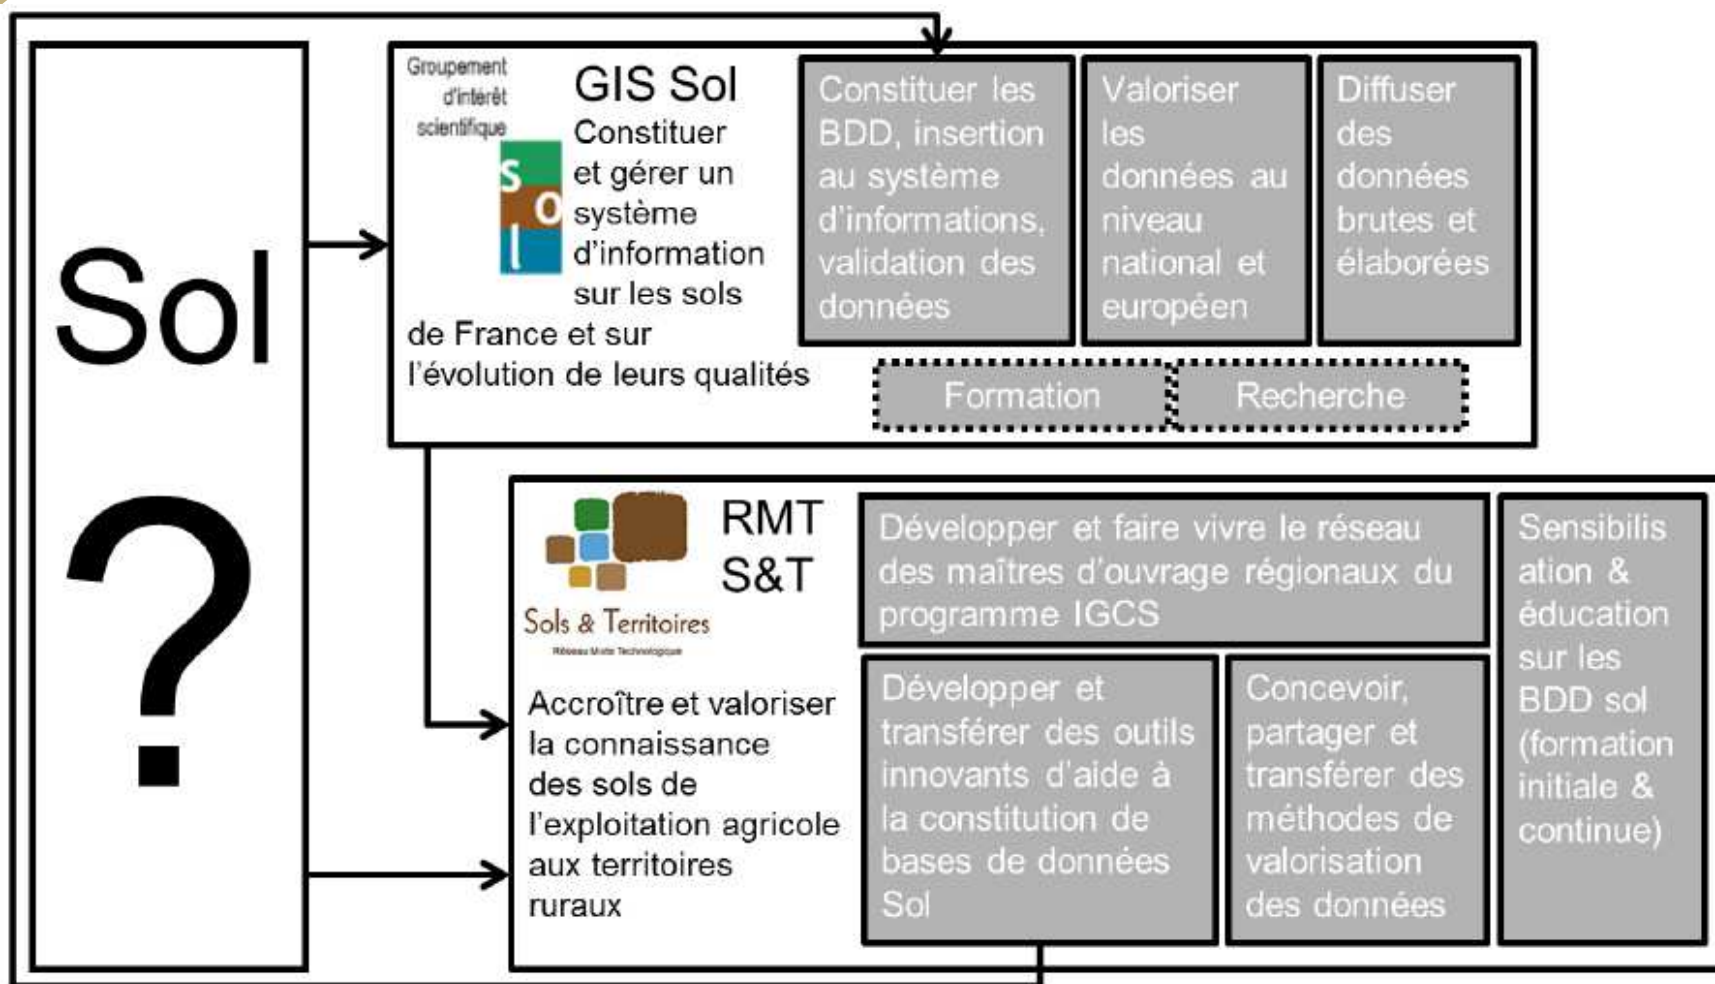 Sol
?
Groupement
d'intérêt
scientifique
s
o
l
GIS Sol
Constituer
et gérer un
système
d'information
sur les sols
de France et sur
l'évolution de leurs qualités
Constituer les
BDD, insertion
au système
d'informations,
validation des
données
Valoriser
les
données au
niveau
national et
européen
Diffuser
des
données
brutes et
élaborées
Formation
Recherche
Sols & Territoires
Réseau Mixte Technologique
RMT
S&T
Accroître et valoriser
la connaissance
des sols de
l'exploitation agricole
aux territoires
ruraux
Développer et faire vivre le réseau
des maîtres d'ouvrage régionaux du
programme IGCS
Développer et
transférer des outils
innovants d'aide à
la constitution de
bases de données
Sol
Concevoir,
partager et
transférer des
méthodes de
valorisation
des données
Sensibilis
ation &
éducation
sur les
BDD sol
(formation
initiale &
continue)